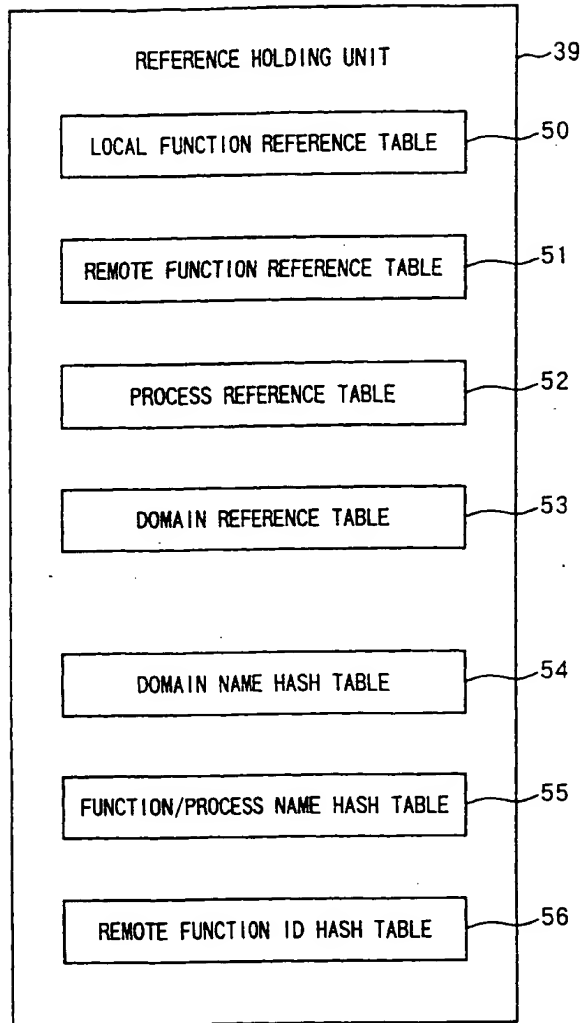 REFERENCE HOLDING UNIT 39
LOCAL FUNCTION REFERENCE TABLE 50
REMOTE FUNCTION REFERENCE TABLE 51
PROCESS REFERENCE TABLE 52
DOMAIN REFERENCE TABLE 53
DOMAIN NAME HASH TABLE 54
FUNCTION/PROCESS NAME HASH TABLE 55
REMOTE FUNCTION ID HASH TABLE 56